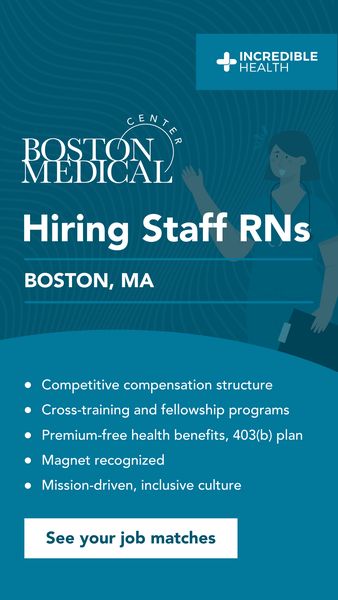 INCREDIBLE
HEALTH
CENTER
BOSTON
MEDICAL
Hiring Staff RNs
BOSTON, MA
Competitive compensation structure
Cross-training and fellowship programs
Premium-free health benefits, 403(b) plan
Magnet recognized
Mission-driven, inclusive culture
See your job matches